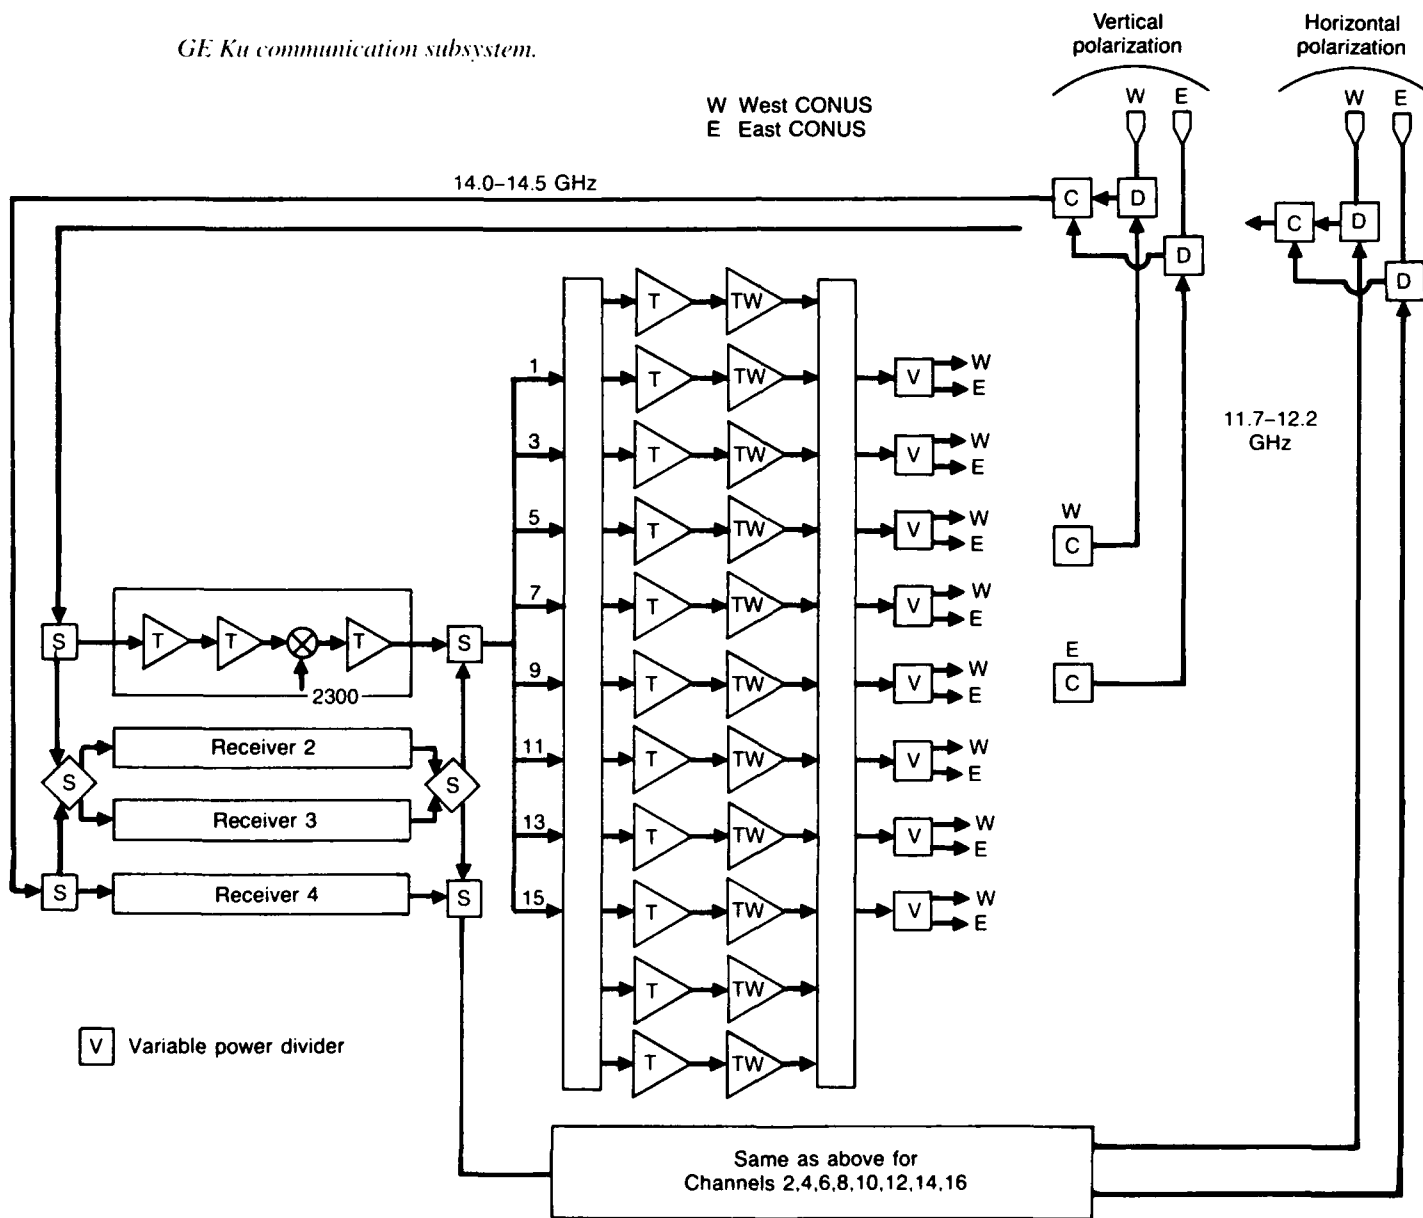 GE Ku communication subsystem.
Vertical
polarization
Horizontal
polarization
W West CONUS
E East CONUS
W E
W E
14.0–14.5 GHz
C D
D
C D
D
11.7–12.2
GHz
T TW
1 T TW V W E
3 T TW V W E
5 T TW V W E
7 T TW V W E
9 T TW V W E
11 T TW V W E
13 T TW V W E
15 T TW V W E
T TW
T TW
W
C
E
C
S T T T S
2300
S Receiver 2 S
Receiver 3
S Receiver 4 S
V Variable power divider
Same as above for
Channels 2,4,6,8,10,12,14,16